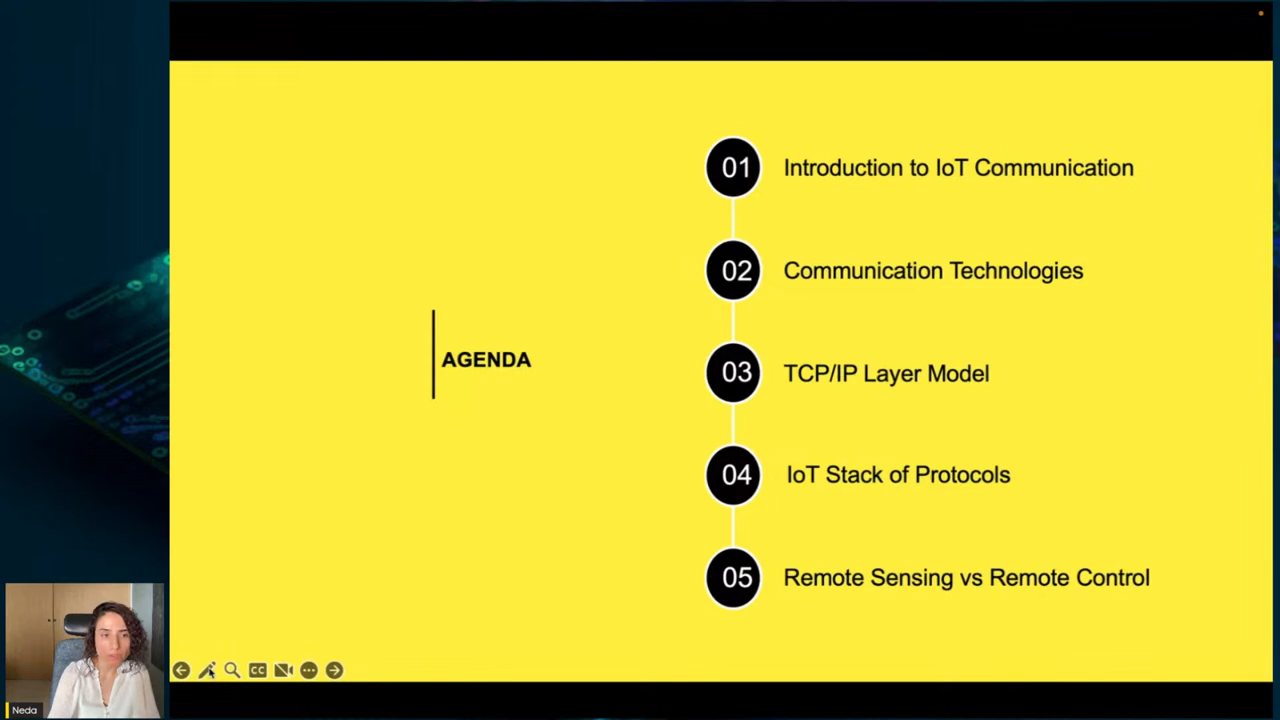 AGENDA
01 Introduction to IoT Communication
02 Communication Technologies
03 TCP/IP Layer Model
04 IoT Stack of Protocols
05 Remote Sensing vs Remote Control
CC
Neda